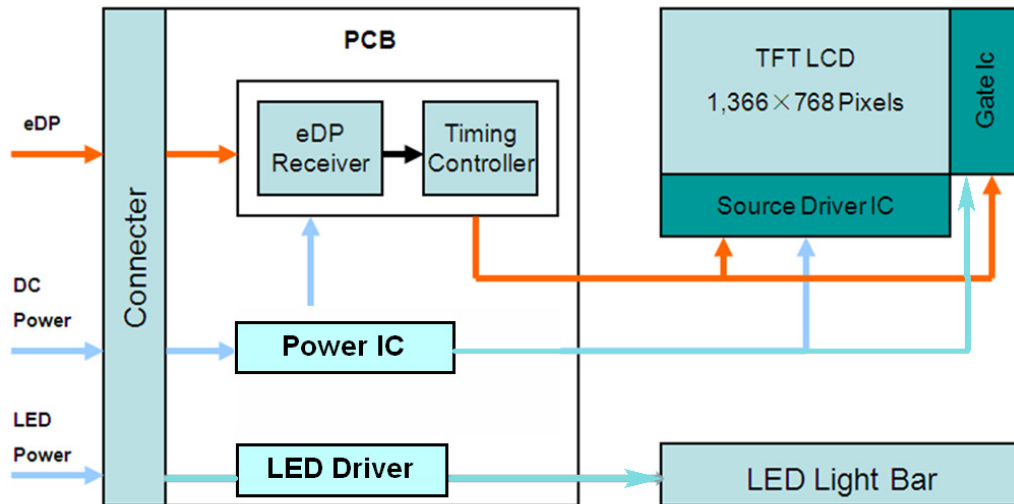 PCB
eDP
Connecter
eDP
Receiver
Timing
Controller
TFT LCD
1,366×768 Pixels
Gate Ic
Source Driver IC
DC
Power
Power IC
LED
Power
LED Driver
LED Light Bar